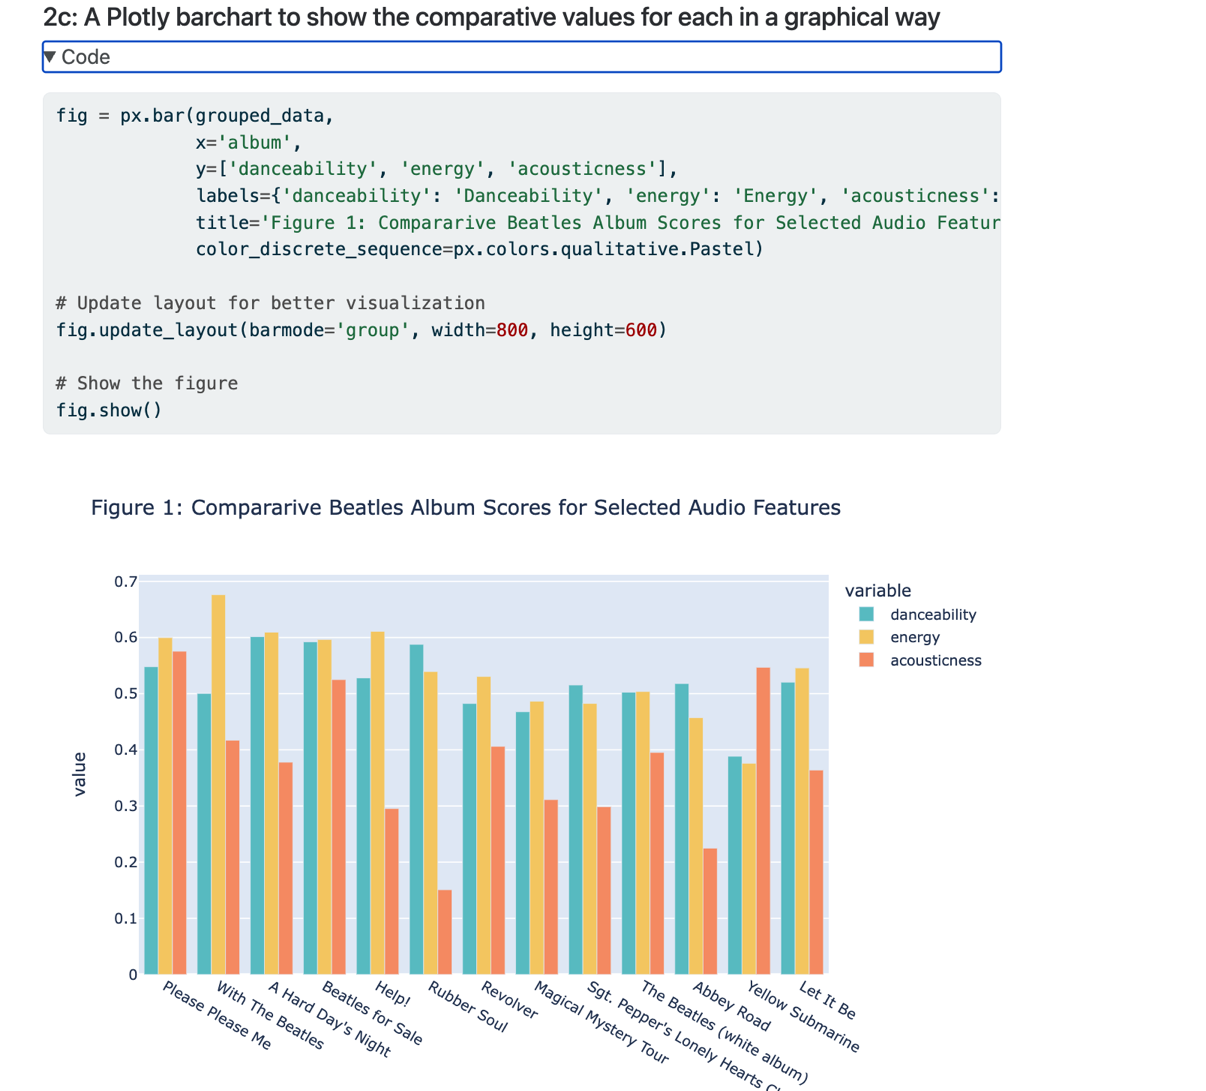 2c: A Plotly barchart to show the comparative values for each in a graphical way
▼ Code
fig = px.bar(grouped_data,
x='album',
y=['danceability', 'energy', 'acousticness'],
labels={'danceability': 'Danceability', 'energy': 'Energy', 'acousticness':
title='Figure 1: Compararive Beatles Album Scores for Selected Audio Featur
color_discrete_sequence=px.colors.qualitative.Pastel)
# Update layout for better visualization
fig.update_layout(barmode='group', width=800, height=600)
# Show the figure
fig.show()
Figure 1: Compararive Beatles Album Scores for Selected Audio Features
variable
danceability
energy
acousticness
value
0.7
0.6
0.5
0.4
0.3
0.2
0.1
0
Please Please Me
With The Beatles
A Hard Day's Night
Beatles for Sale
Help!
Rubber Soul
Revolver
Magical Mystery Tour
Sgt. Pepper's Lonely Hearts
The Beatles (white album)
Abbey Road
Yellow Submarine
Let It Be